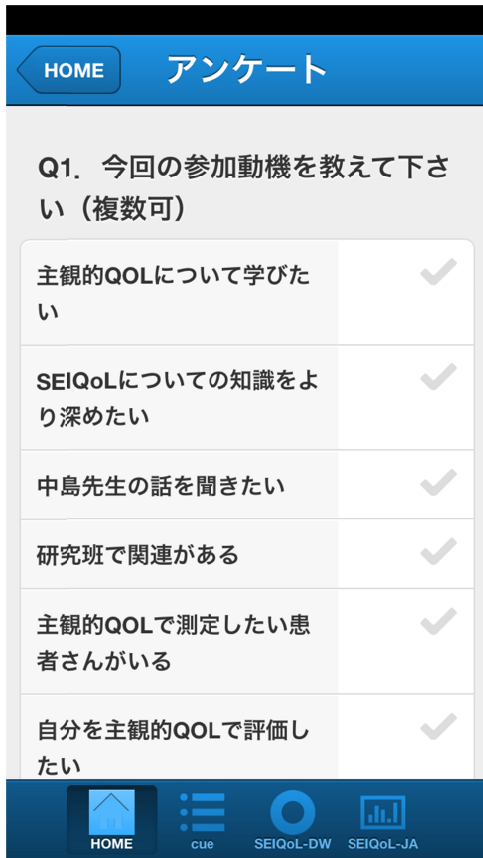 HOME
アンケート
Q1. 今回の参加動機を教えて下さ
い（複数可）
主観的QOLについて学びた
い
SEIQoLについての知識をよ
り深めたい
中島先生の話を聞きたい
研究班で関連がある
主観的QOLで測定したい患
者さんがいる
自分を主観的QOLで評価し
たい
HOME
cue
SEIQoL-DW
SEIQoL-JA